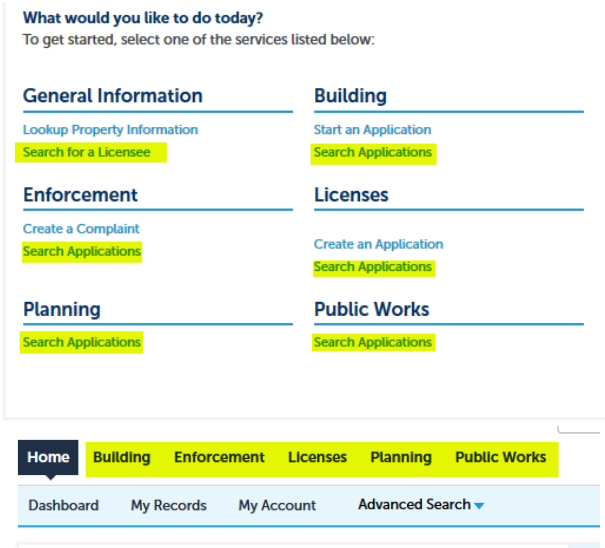 What would you like to do today?
To get started, select one of the services listed below:
General Information
Building
Lookup Property Information
Start an Application
Search for a Licensee
Search Applications
Enforcement
Licenses
Create a Complaint
Create an Application
Search Applications
Search Applications
Planning
Public Works
Search Applications
Search Applications
Home Building Enforcement Licenses Planning Public Works
Dashboard My Records My Account Advanced Search